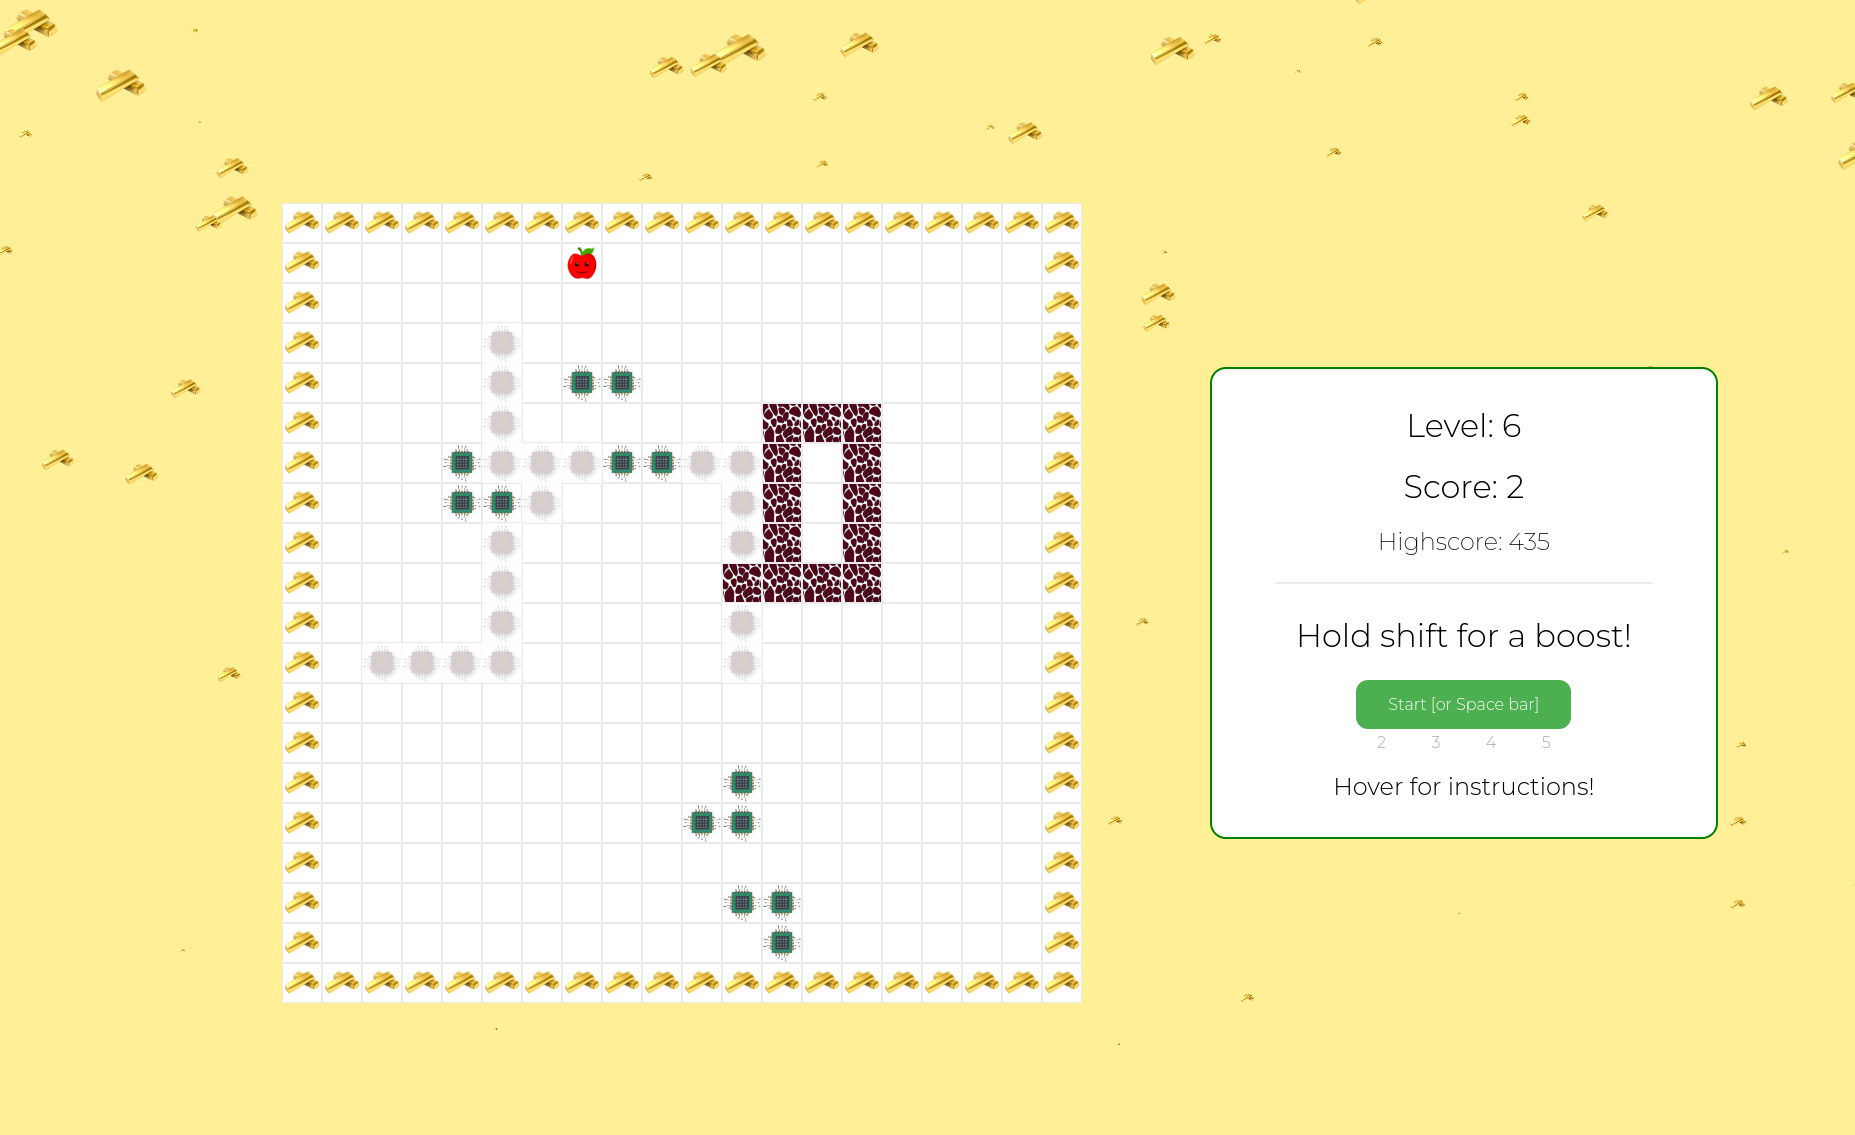 Level: 6
Score: 2
Highscore: 435
Hold shift for a boost!
Start [or Space bar]
2 3 4 5
Hover for instructions!